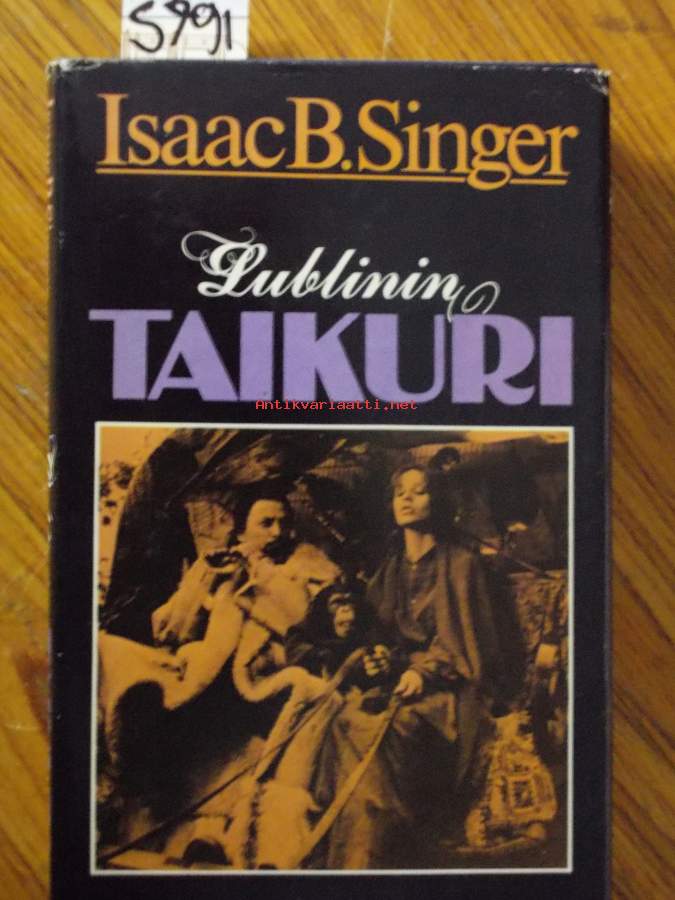 S991
Isaac B. Singer
Lublinin
TAIKURI
Antikvariaatti.net